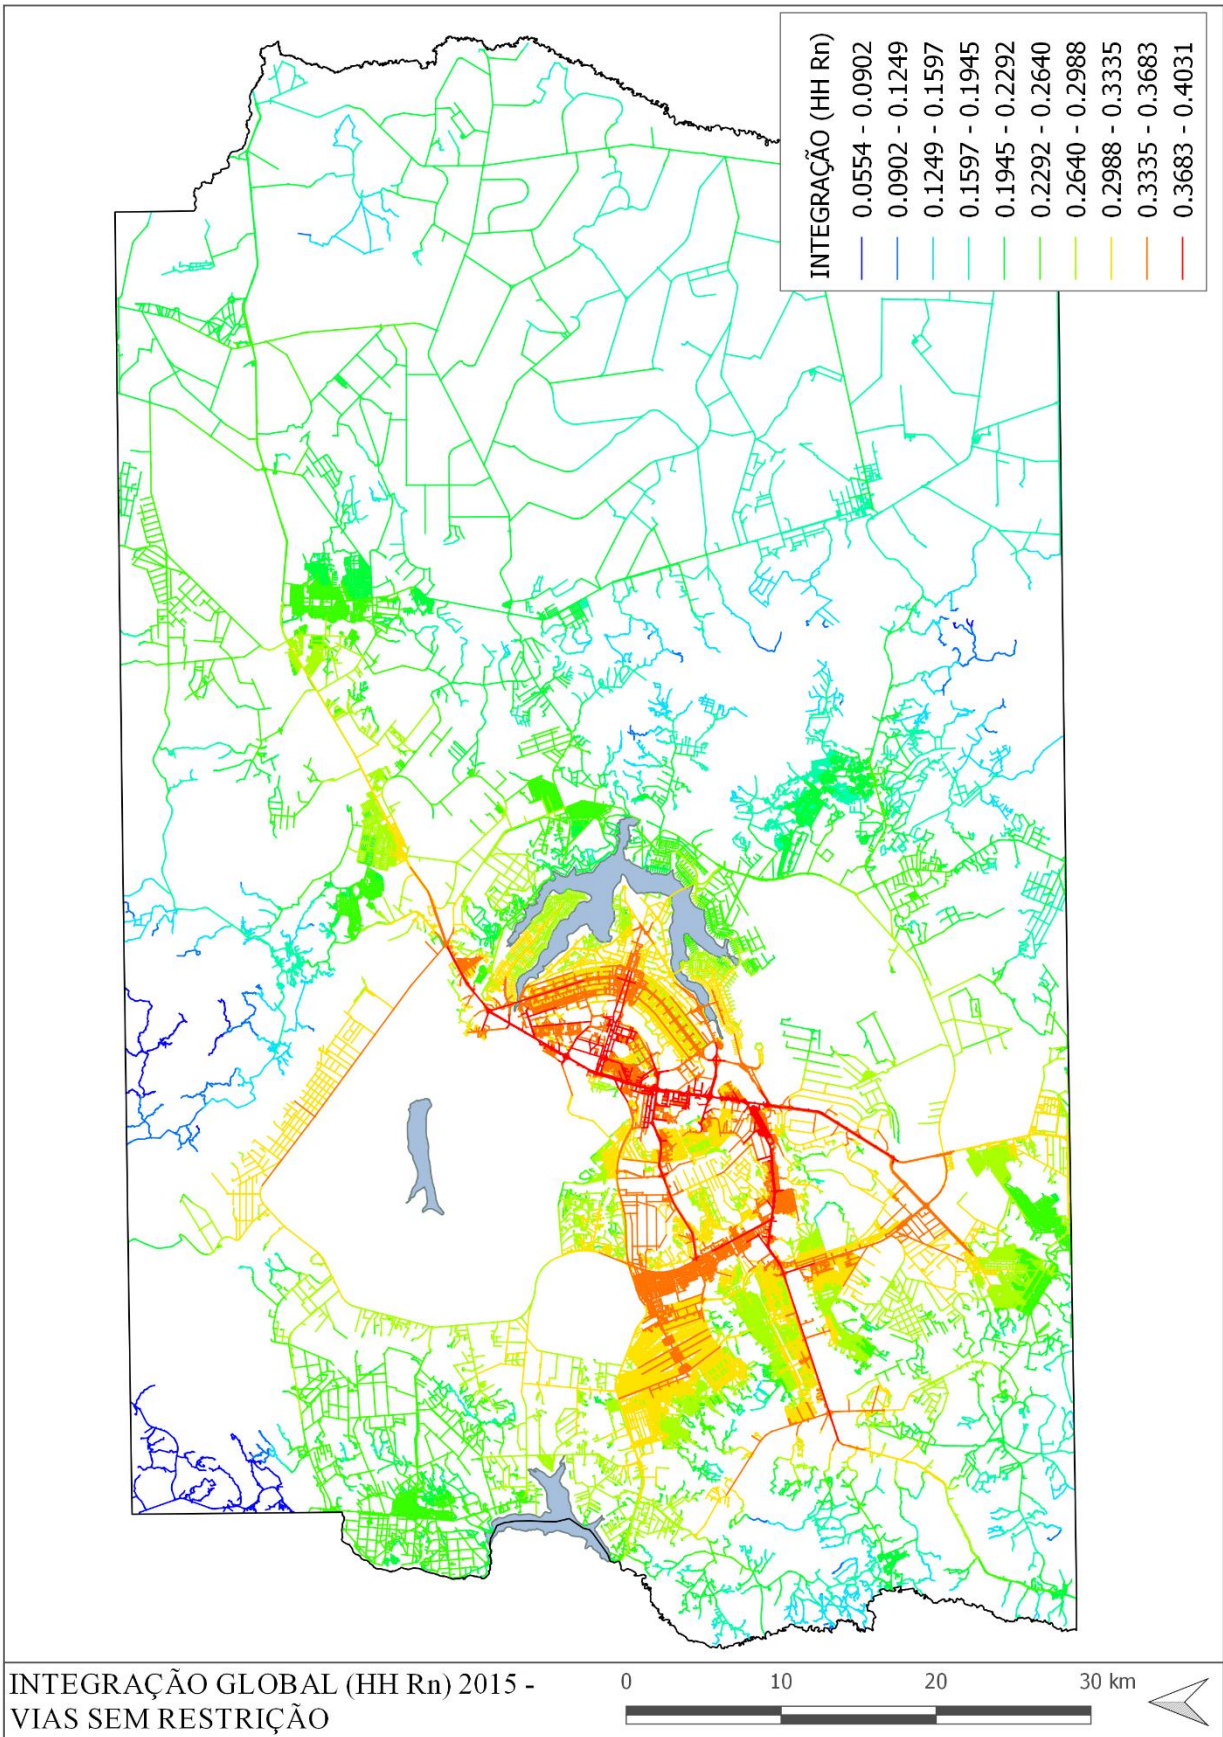 INTEGRAÇÃO (HH Rn)
0.0554 - 0.0902
0.0902 - 0.1249
0.1249 - 0.1597
0.1597 - 0.1945
0.1945 - 0.2292
0.2292 - 0.2640
0.2640 - 0.2988
0.2988 - 0.3335
0.3335 - 0.3683
0.3683 - 0.4031
INTEGRAÇÃO GLOBAL (HH Rn) 2015 -
VIAS SEM RESTRIÇÃO
0 10 20 30 km